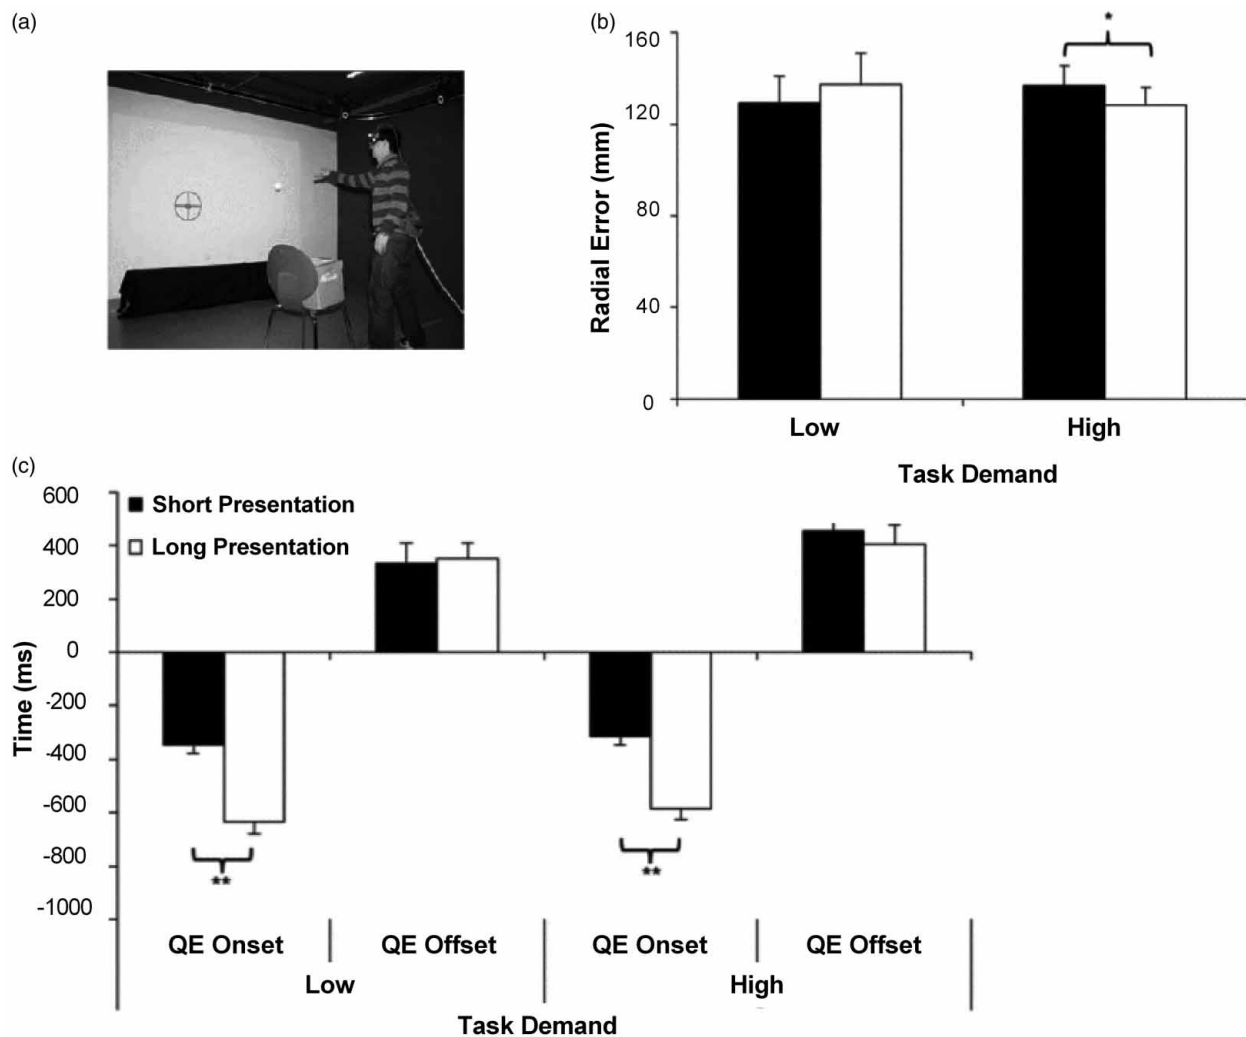 (a)
(b)
*
160
120
80
40
0
Radial Error (mm)
Low High
Task Demand
(c)
600
400
200
0
-200
-400
-600
-800
-1000
Time (ms)
Short Presentation
Long Presentation
** **
QE Onset QE Offset QE Onset QE Offset
Low High
Task Demand